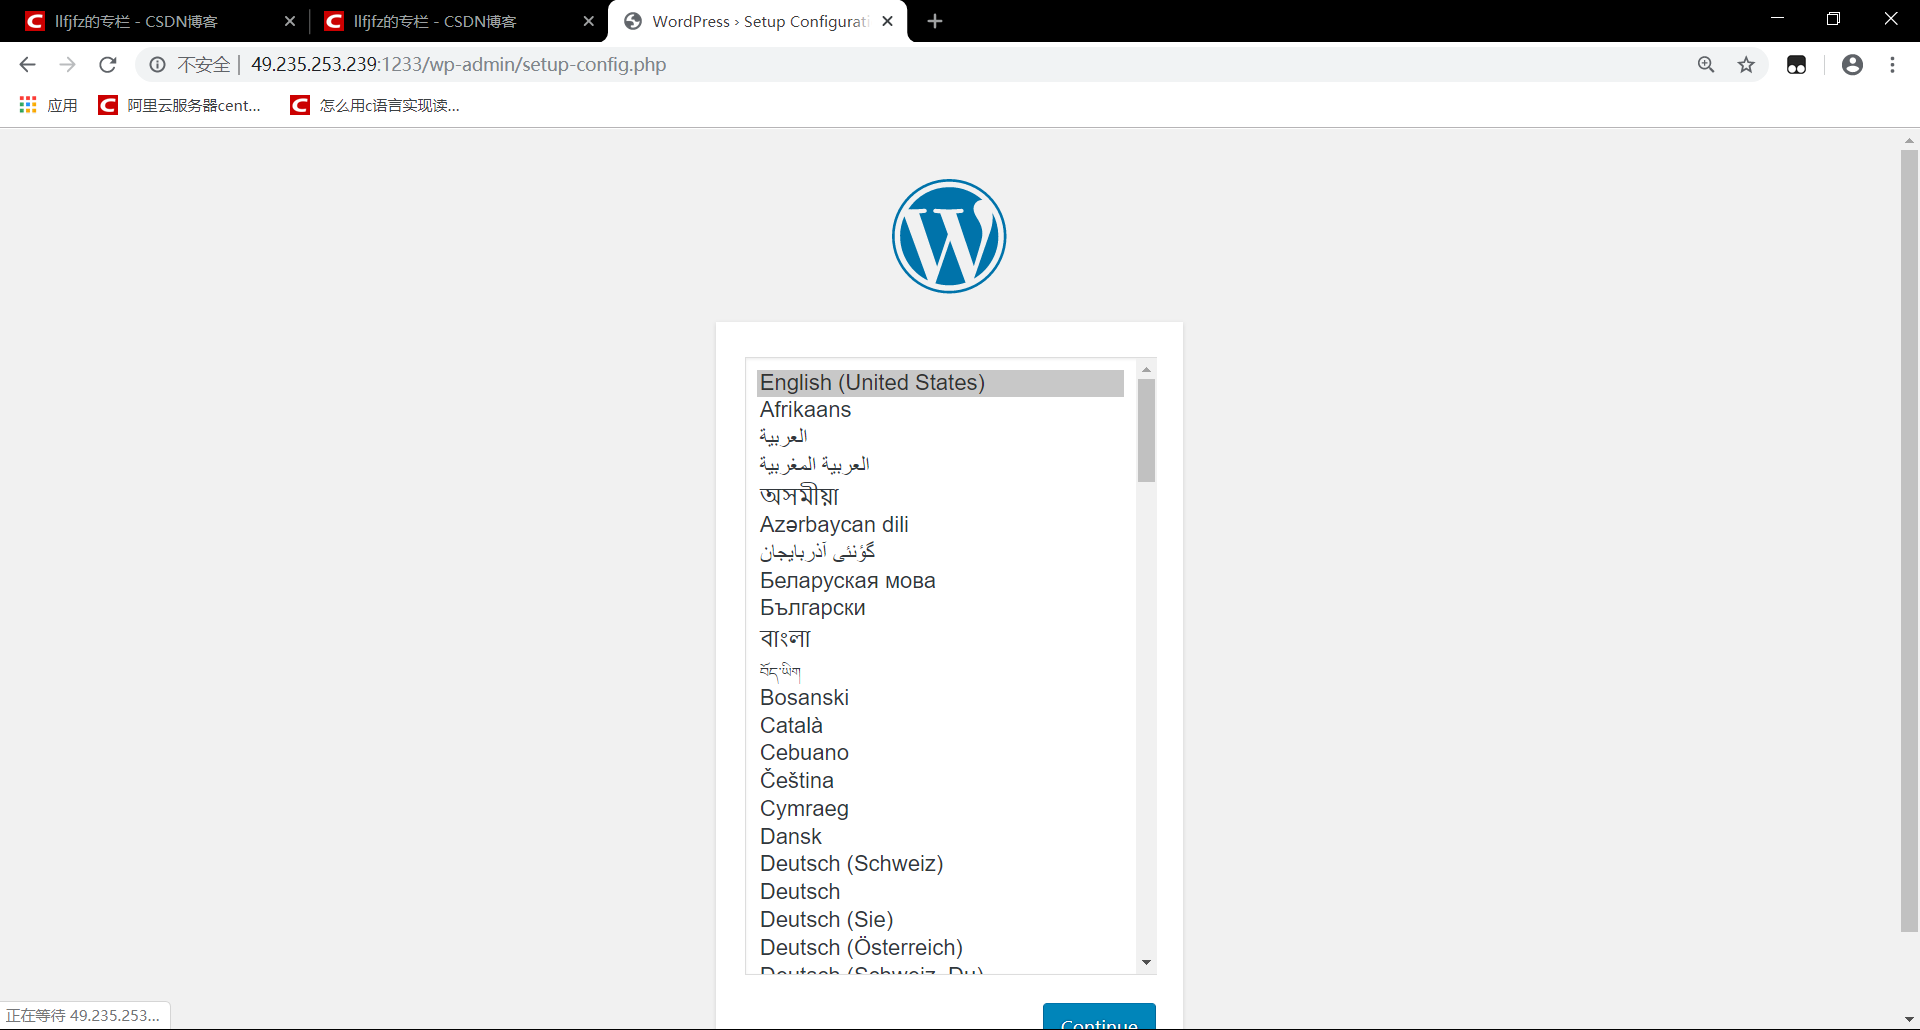 llfjfz的专栏 - CSDN博客
llfjfz的专栏 - CSDN博客
WordPress › Setup Configurati
不安全 | 49.235.253.239:1233/wp-admin/setup-config.php
应用
阿里云服务器cent...
怎么用c语言实现读...
English (United States)
Afrikaans
العربية
العربية المغربية
অসমীয়া
Azərbaycan dili
گؤنئی آذربایجان
Беларуская мова
Български
বাংলা
བོད་ཡིག
Bosanski
Català
Cebuano
Čeština
Cymraeg
Dansk
Deutsch (Schweiz)
Deutsch
Deutsch (Sie)
Deutsch (Österreich)
Deutsch (Schweiz, Du)
Continue
正在等待 49.235.253...